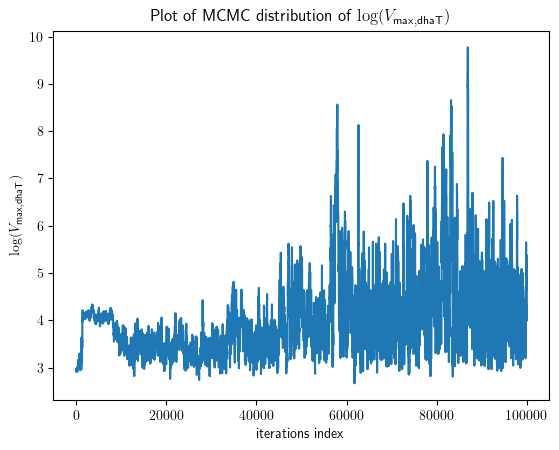 Plot of MCMC distribution of log(V_max,dhaT)
10
9
8
7
6
5
4
3
log(V_max,dhaT)
0 20000 40000 60000 80000 100000
iterations index